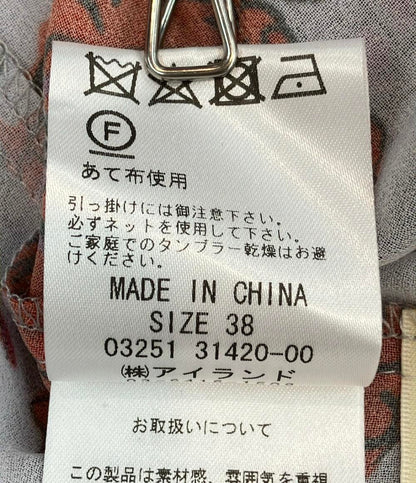 F
あて布使用
引っ掛けには御注意下さい。
必ずネットを使用して下さい。
ご家庭でのタンブラー乾燥はお避
けください。
MADE IN CHINA
SIZE 38
03251 31420-00
㈱アイランド
お取扱いについて
この製品は素材感、雰囲気を重視